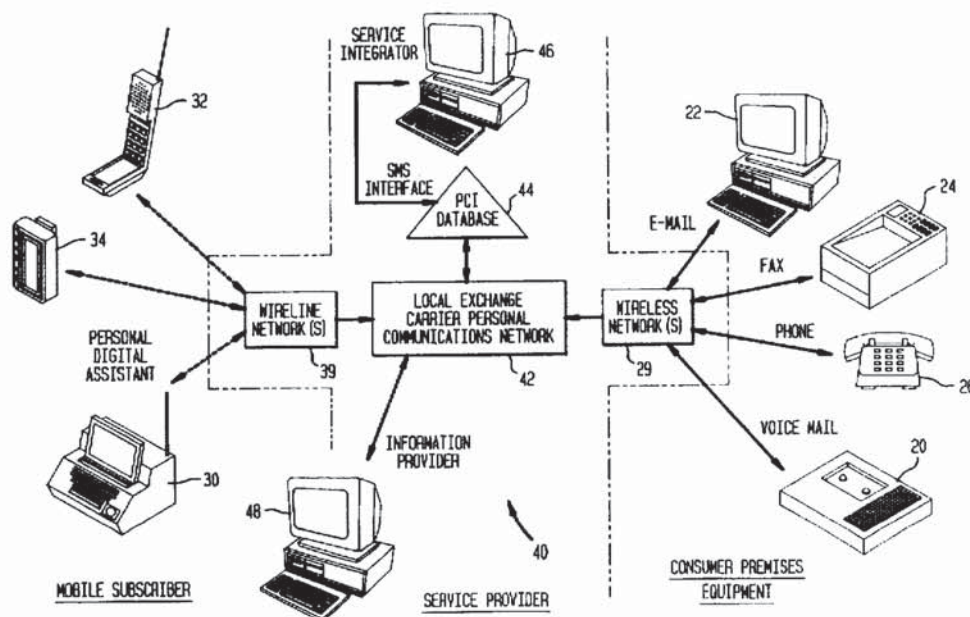 SERVICE
INTEGRATOR
46
32
22
24
SMS
INTERFACE
PCI
DATABASE
44
E-MAIL
34
FAX
WIRELINE
NETWORK(S)
39
LOCAL EXCHANGE
CARRIER PERSONAL
COMMUNICATIONS NETWORK
42
WIRELESS
NETWORK(S)
29
PHONE
26
PERSONAL
DIGITAL
ASSISTANT
VOICE MAIL
20
INFORMATION
PROVIDER
30
48
40
MOBILE SUBSCRIBER
SERVICE PROVIDER
CONSUMER PREMISES
EQUIPMENT